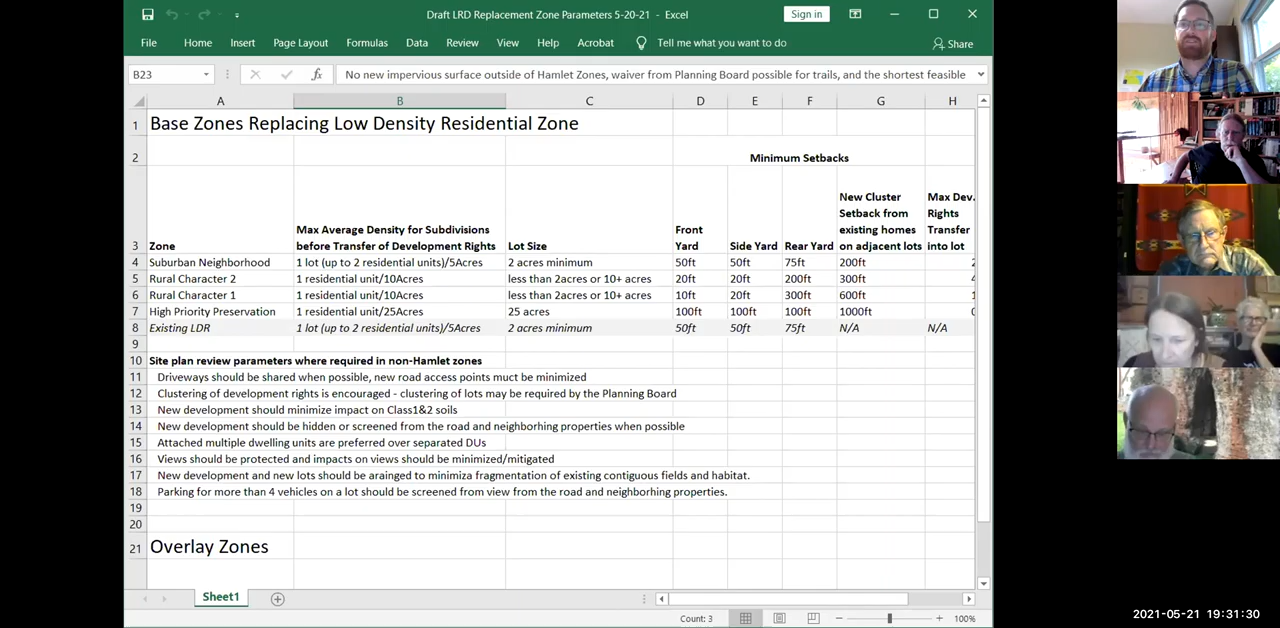 Draft LRD Replacement Zone Parameters 5-20-21 - Excel
Sign in
File Home Insert Page Layout Formulas Data Review View Help Acrobat Tell me what you want to do Share
B23 fx No new impervious surface outside of Hamlet Zones, waiver from Planning Board possible for trails, and the shortest feasible
A B C D E F G H
1 Base Zones Replacing Low Density Residential Zone
2 Minimum Setbacks
New Cluster Max Dev.
Setback from Rights
Max Average Density for Subdivisions Front existing homes Transfer
3 Zone before Transfer of Development Rights Lot Size Yard Side Yard Rear Yard on adjacent lots into lot
4 Suburban Neighborhood 1 lot (up to 2 residential units)/5Acres 2 acres minimum 50ft 50ft 75ft 200ft
5 Rural Character 2 1 residential unit/10Acres less than 2acres or 10+ acres 20ft 20ft 200ft 300ft
6 Rural Character 1 1 residential unit/10Acres less than 2acres or 10+ acres 10ft 20ft 300ft 600ft
7 High Priority Preservation 1 residential unit/25Acres 25 acres 100ft 100ft 100ft 1000ft
8 Existing LDR 1 lot (up to 2 residential units)/5Acres 2 acres minimum 50ft 50ft 75ft N/A N/A
9
10 Site plan review parameters where required in non-Hamlet zones
11 Driveways should be shared when possible, new road access points muct be minimized
12 Clustering of development rights is encouraged - clustering of lots may be required by the Planning Board
13 New development should minimize impact on Class1&2 soils
14 New development should be hidden or screened from the road and neighborhing properties when possible
15 Attached multiple dwelling units are preferred over separated DUs
16 Views should be protected and impacts on views should be minimized/mitigated
17 New development and new lots should be arainged to minimiza fragmentation of existing contiguous fields and habitat.
18 Parking for more than 4 vehicles on a lot should be screened from view from the road and neighborhing properties.
19
20
21 Overlay Zones
Sheet1
Count: 3 100%
2021-05-21 19:31:30